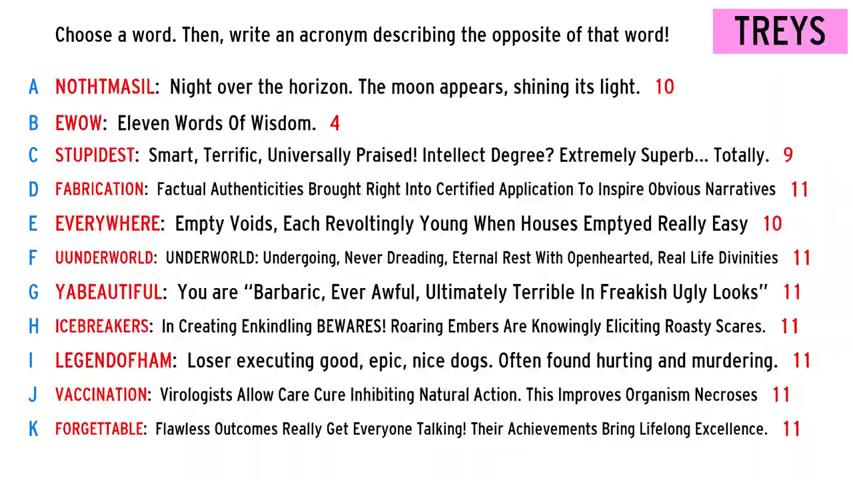 Choose a word. Then, write an acronym describing the opposite of that word!
TREYS
A NOTHTMASIL: Night over the horizon. The moon appears, shining its light. 10
B EWOW: Eleven Words Of Wisdom. 4
C STUPIDEST: Smart, Terrific, Universally Praised! Intellect Degree? Extremely Superb... Totally. 9
D FABRICATION: Factual Authenticities Brought Right Into Certified Application To Inspire Obvious Narratives 11
E EVERYWHERE: Empty Voids, Each Revoltingly Young When Houses Emptyed Really Easy 10
F UUNDERWORLD: UNDERWORLD: Undergoing, Never Dreading, Eternal Rest With Openhearted, Real Life Divinities 11
G YABEAUTIFUL: You are “Barbaric, Ever Awful, Ultimately Terrible In Freakish Ugly Looks” 11
H ICEBREAKERS: In Creating Enkindling BEWARES! Roaring Embers Are Knowingly Eliciting Roasty Scares. 11
I LEGENDOFHAM: Loser executing good, epic, nice dogs. Often found hurting and murdering. 11
J VACCINATION: Virologists Allow Care Cure Inhibiting Natural Action. This Improves Organism Necroses 11
K FORGETTABLE: Flawless Outcomes Really Get Everyone Talking! Their Achievements Bring Lifelong Excellence. 11